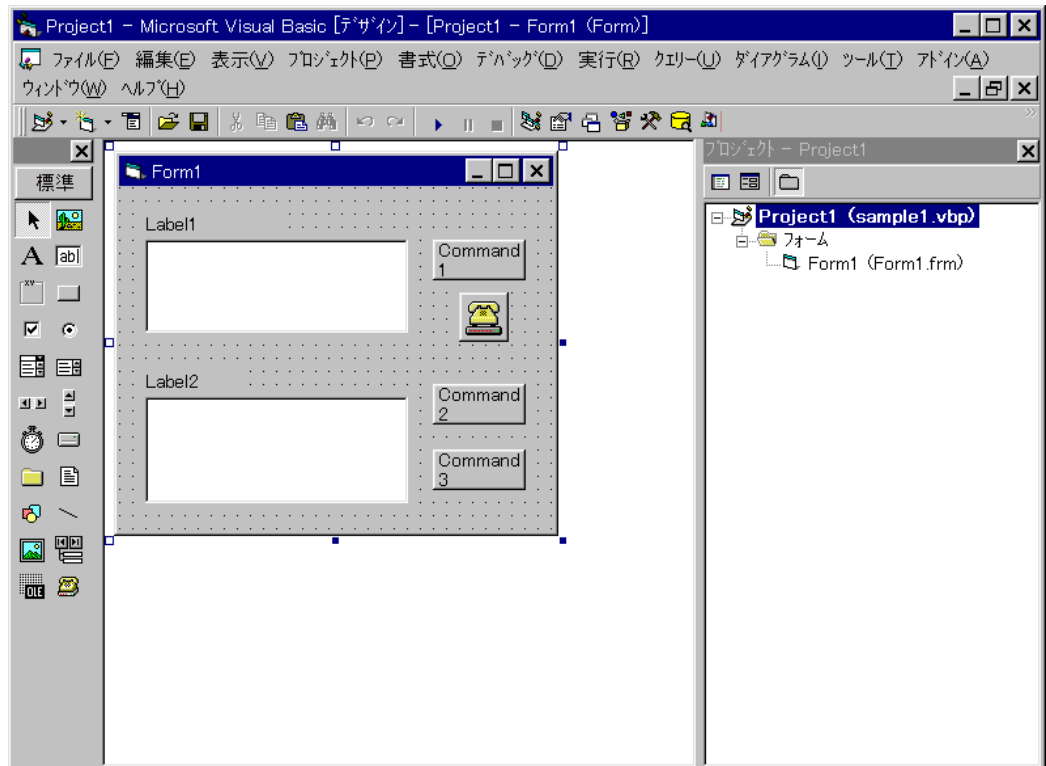 Project1 - Microsoft Visual Basic [ﾃﾞｻﾞｲﾝ] - [Project1 - Form1 (Form)]
ﾌｧｲﾙ(F) 編集(E) 表示(V) ﾌﾟﾛｼﾞｪｸﾄ(P) 書式(O) ﾃﾞﾊﾞｯｸﾞ(D) 実行(R) ｸｴﾘｰ(U) ﾀﾞｲｱｸﾞﾗﾑ(I) ツール(T) ｱﾄﾞｲﾝ(A)
ｳｨﾝﾄﾞｳ(W) ﾍﾙﾌﾟ(H)
標準
A
ab
XY
OLE
Form1
Label1
Command
1
Label2
Command
2
Command
3
ﾌﾟﾛｼﾞｪｸﾄ - Project1
Project1 (sample1.vbp)
ﾌｫｰﾑ
Form1 (Form1.frm)